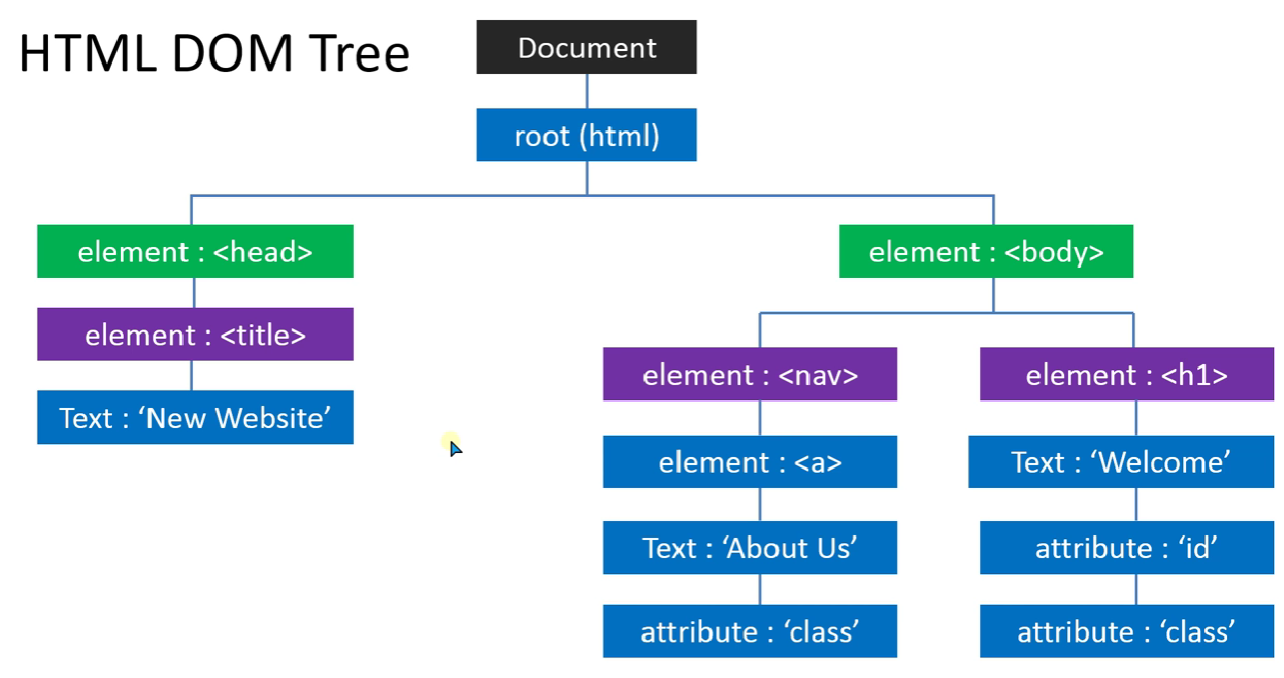 HTML DOM Tree
Document
root (html)
element : <head>
element : <body>
element : <title>
element : <nav>
element : <h1>
Text : ‘New Website’
element : <a>
Text : ‘Welcome’
Text : ‘About Us’
attribute : ‘id’
attribute : ‘class’
attribute : ‘class’